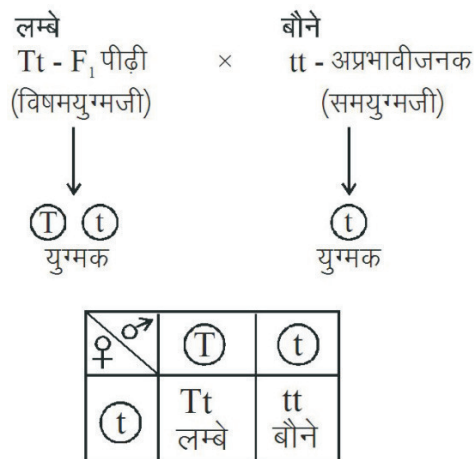 लम्बे बौने
Tt - F₁ पीढ़ी × tt - अप्रभावीजनक
(विषमयुग्मजी) (समयुग्मजी)
T t t
युग्मक युग्मक
♀ ♂ T t
t Tt tt
लम्बे बौने